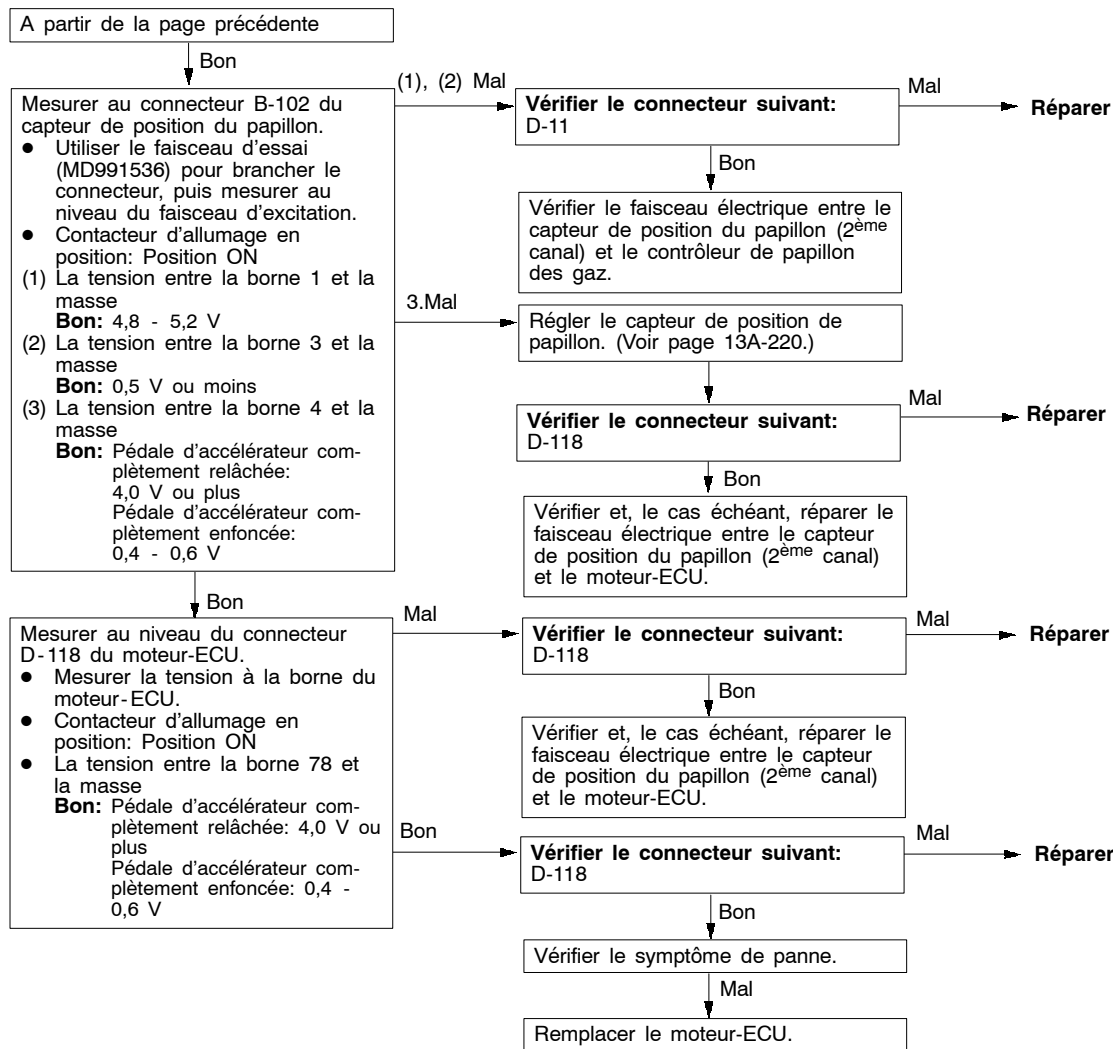 A partir de la page précédente
Bon
Mesurer au connecteur B-102 du
capteur de position du papillon.
● Utiliser le faisceau d'essai
(MD991536) pour brancher le
connecteur, puis mesurer au
niveau du faisceau d'excitation.
● Contacteur d'allumage en
position: Position ON
(1) La tension entre la borne 1 et la
masse
Bon: 4,8 - 5,2 V
(2) La tension entre la borne 3 et la
masse
Bon: 0,5 V ou moins
(3) La tension entre la borne 4 et la
masse
Bon: Pédale d'accélérateur com-
plètement relâchée:
4,0 V ou plus
Pédale d'accélérateur com-
plètement enfoncée:
0,4 - 0,6 V
(1), (2) Mal
Vérifier le connecteur suivant:
D-11
Mal
Réparer
Bon
Vérifier le faisceau électrique entre le
capteur de position du papillon (2ème
canal) et le contrôleur de papillon
des gaz.
3.Mal
Régler le capteur de position de
papillon. (Voir page 13A-220.)
Vérifier le connecteur suivant:
D-118
Mal
Réparer
Bon
Vérifier et, le cas échéant, réparer le
faisceau électrique entre le capteur
de position du papillon (2ème canal)
et le moteur-ECU.
Bon
Mesurer au niveau du connecteur
D-118 du moteur-ECU.
● Mesurer la tension à la borne du
moteur-ECU.
● Contacteur d'allumage en
position: Position ON
● La tension entre la borne 78 et
la masse
Bon: Pédale d'accélérateur com-
plètement relâchée: 4,0 V ou
plus
Pédale d'accélérateur com-
plètement enfoncée: 0,4 -
0,6 V
Mal
Vérifier le connecteur suivant:
D-118
Mal
Réparer
Bon
Vérifier et, le cas échéant, réparer le
faisceau électrique entre le capteur
de position du papillon (2ème canal)
et le moteur-ECU.
Bon
Vérifier le connecteur suivant:
D-118
Mal
Réparer
Bon
Vérifier le symptôme de panne.
Mal
Remplacer le moteur-ECU.